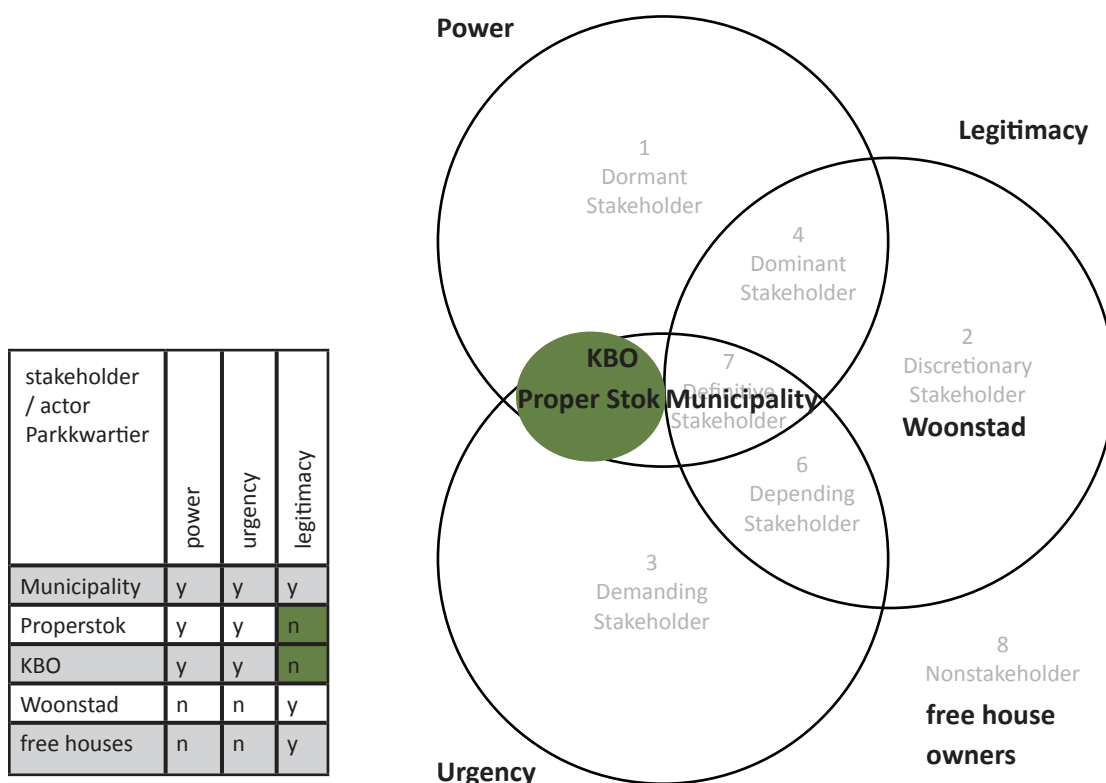 Power
Legitimacy
1
Dormant
Stakeholder
4
Dominant
Stakeholder
2
Discretionary
Stakeholder
Woonstad
KBO
Proper Stok
7
Definitive
Stakeholder
Municipality
6
Depending
Stakeholder
3
Demanding
Stakeholder
8
Nonstakeholder
free house
owners
Urgency
stakeholder
/ actor
Parkkwartier
power
urgency
legitimacy
Municipality y y y
Properstok y y n
KBO y y n
Woonstad n n y
free houses n n y